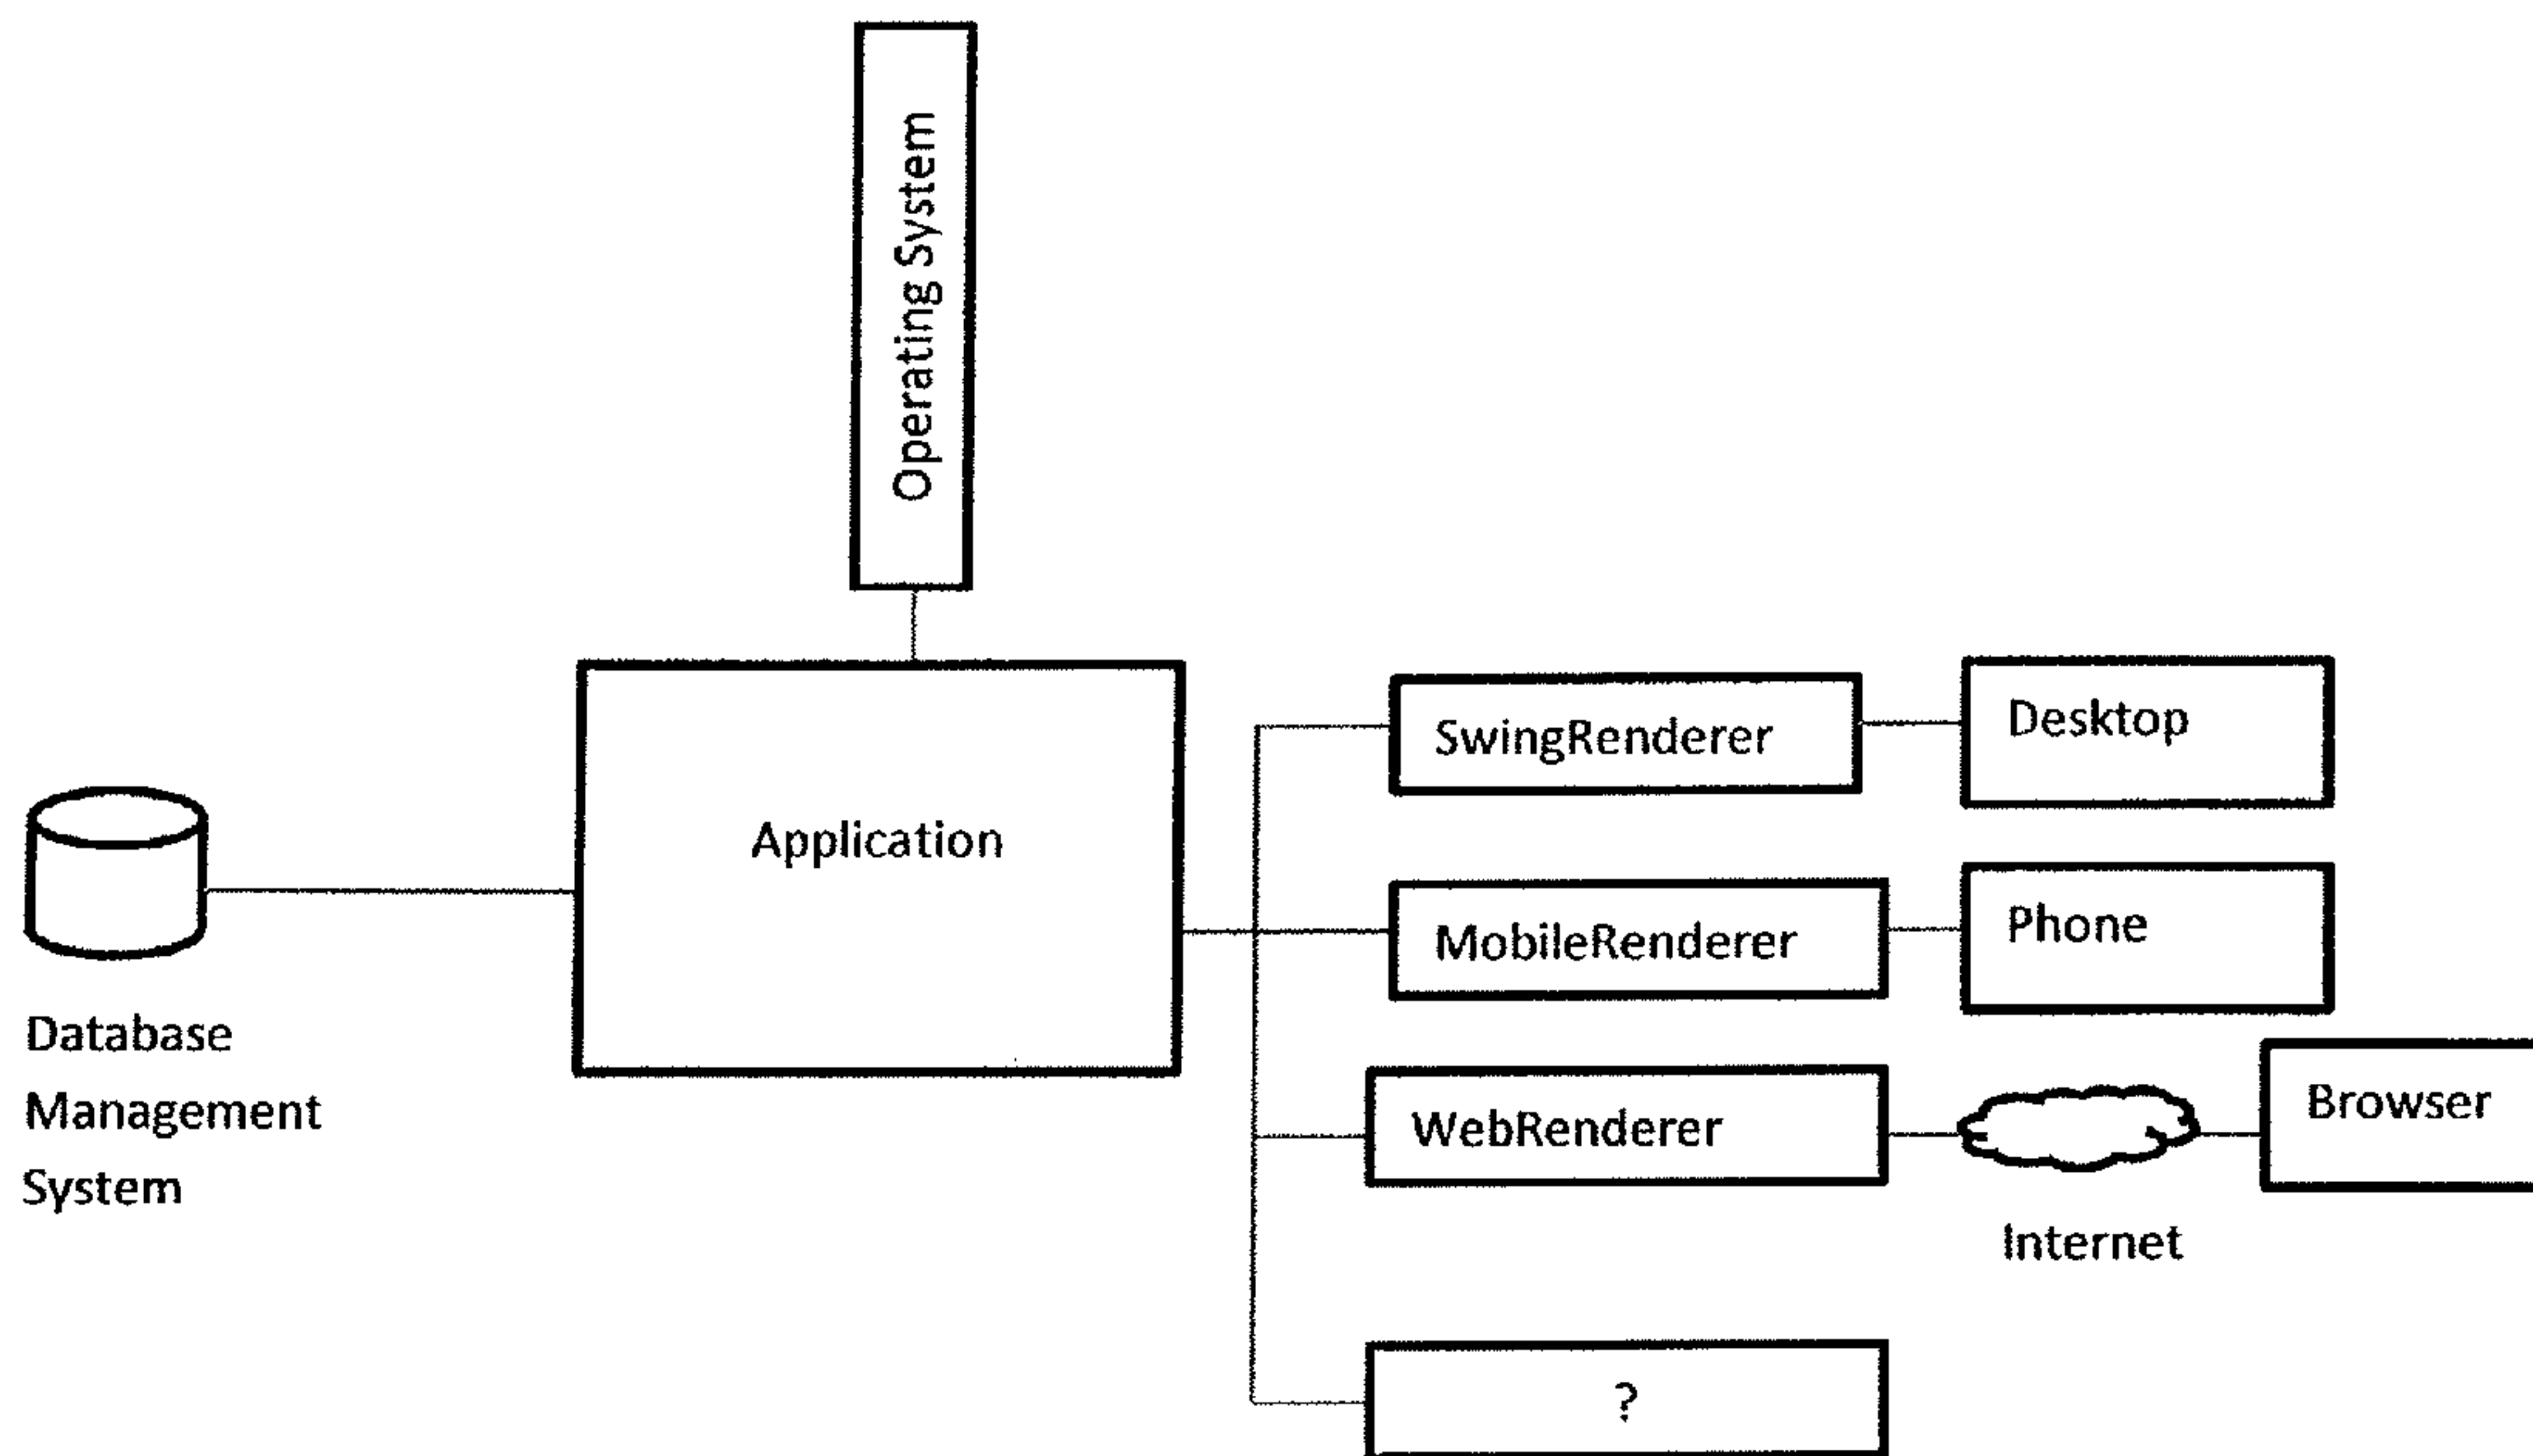 Operating System
Application
SwingRenderer
Desktop
MobileRenderer
Phone
WebRenderer
Browser
Internet
?
Database
Management
System